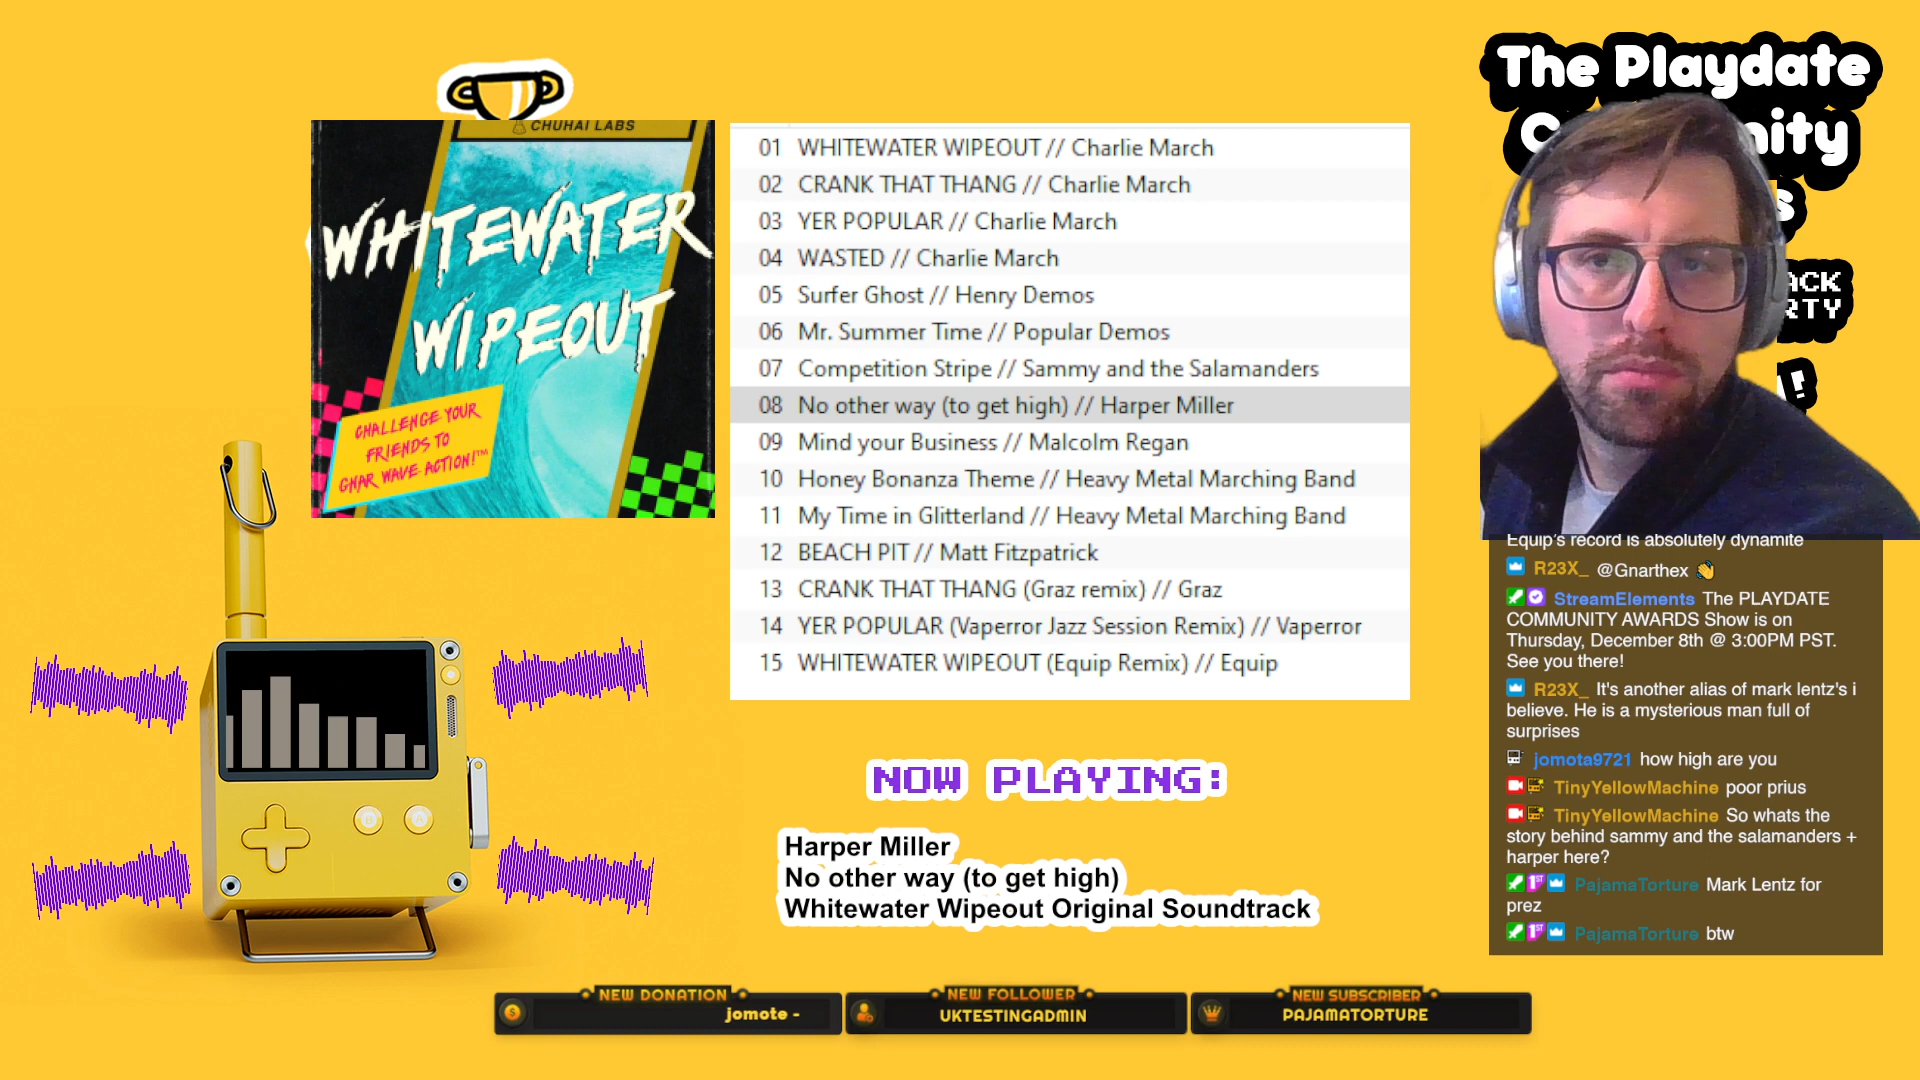 The Playdate
CHUHAI LABS
WHITEWATER
WIPEOUT
CHALLENGE YOUR
FRIENDS TO
GNAR WAVE ACTION!™
01 WHITEWATER WIPEOUT // Charlie March
02 CRANK THAT THANG // Charlie March
03 YER POPULAR // Charlie March
04 WASTED // Charlie March
05 Surfer Ghost // Henry Demos
06 Mr. Summer Time // Popular Demos
07 Competition Stripe // Sammy and the Salamanders
08 No other way (to get high) // Harper Miller
09 Mind your Business // Malcolm Regan
10 Honey Bonanza Theme // Heavy Metal Marching Band
11 My Time in Glitterland // Heavy Metal Marching Band
12 BEACH PIT // Matt Fitzpatrick
13 CRANK THAT THANG (Graz remix) // Graz
14 YER POPULAR (Vaperror Jazz Session Remix) // Vaperror
15 WHITEWATER WIPEOUT (Equip Remix) // Equip
B
A
NOW PLAYING:
Harper Miller
No other way (to get high)
Whitewater Wipeout Original Soundtrack
Equip's record is absolutely dynamite
R23X_ @Gnarthex 👏
StreamElements The PLAYDATE
COMMUNITY AWARDS Show is on
Thursday, December 8th @ 3:00PM PST.
See you there!
R23X_ It's another alias of mark lentz's i
believe. He is a mysterious man full of
surprises
jomota9721 how high are you
TinyYellowMachine poor prius
TinyYellowMachine So whats the
story behind sammy and the salamanders +
harper here?
1ST PajamaTorture Mark Lentz for
prez
1ST PajamaTorture btw
NEW DONATION
jomote -
NEW FOLLOWER
UKTESTINGADMIN
NEW SUBSCRIBER
PAJAMATORTURE